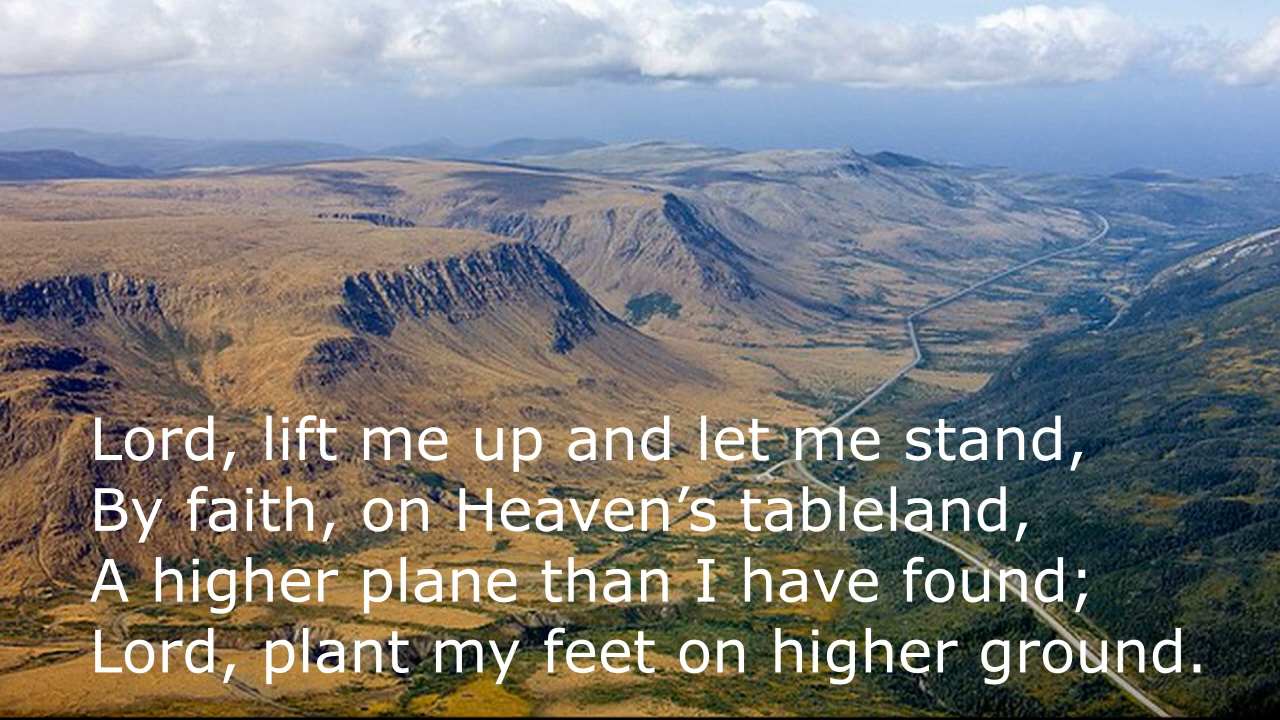 Lord, lift me up and let me stand,
By faith, on Heaven’s tableland,
A higher plane than I have found;
Lord, plant my feet on higher ground.